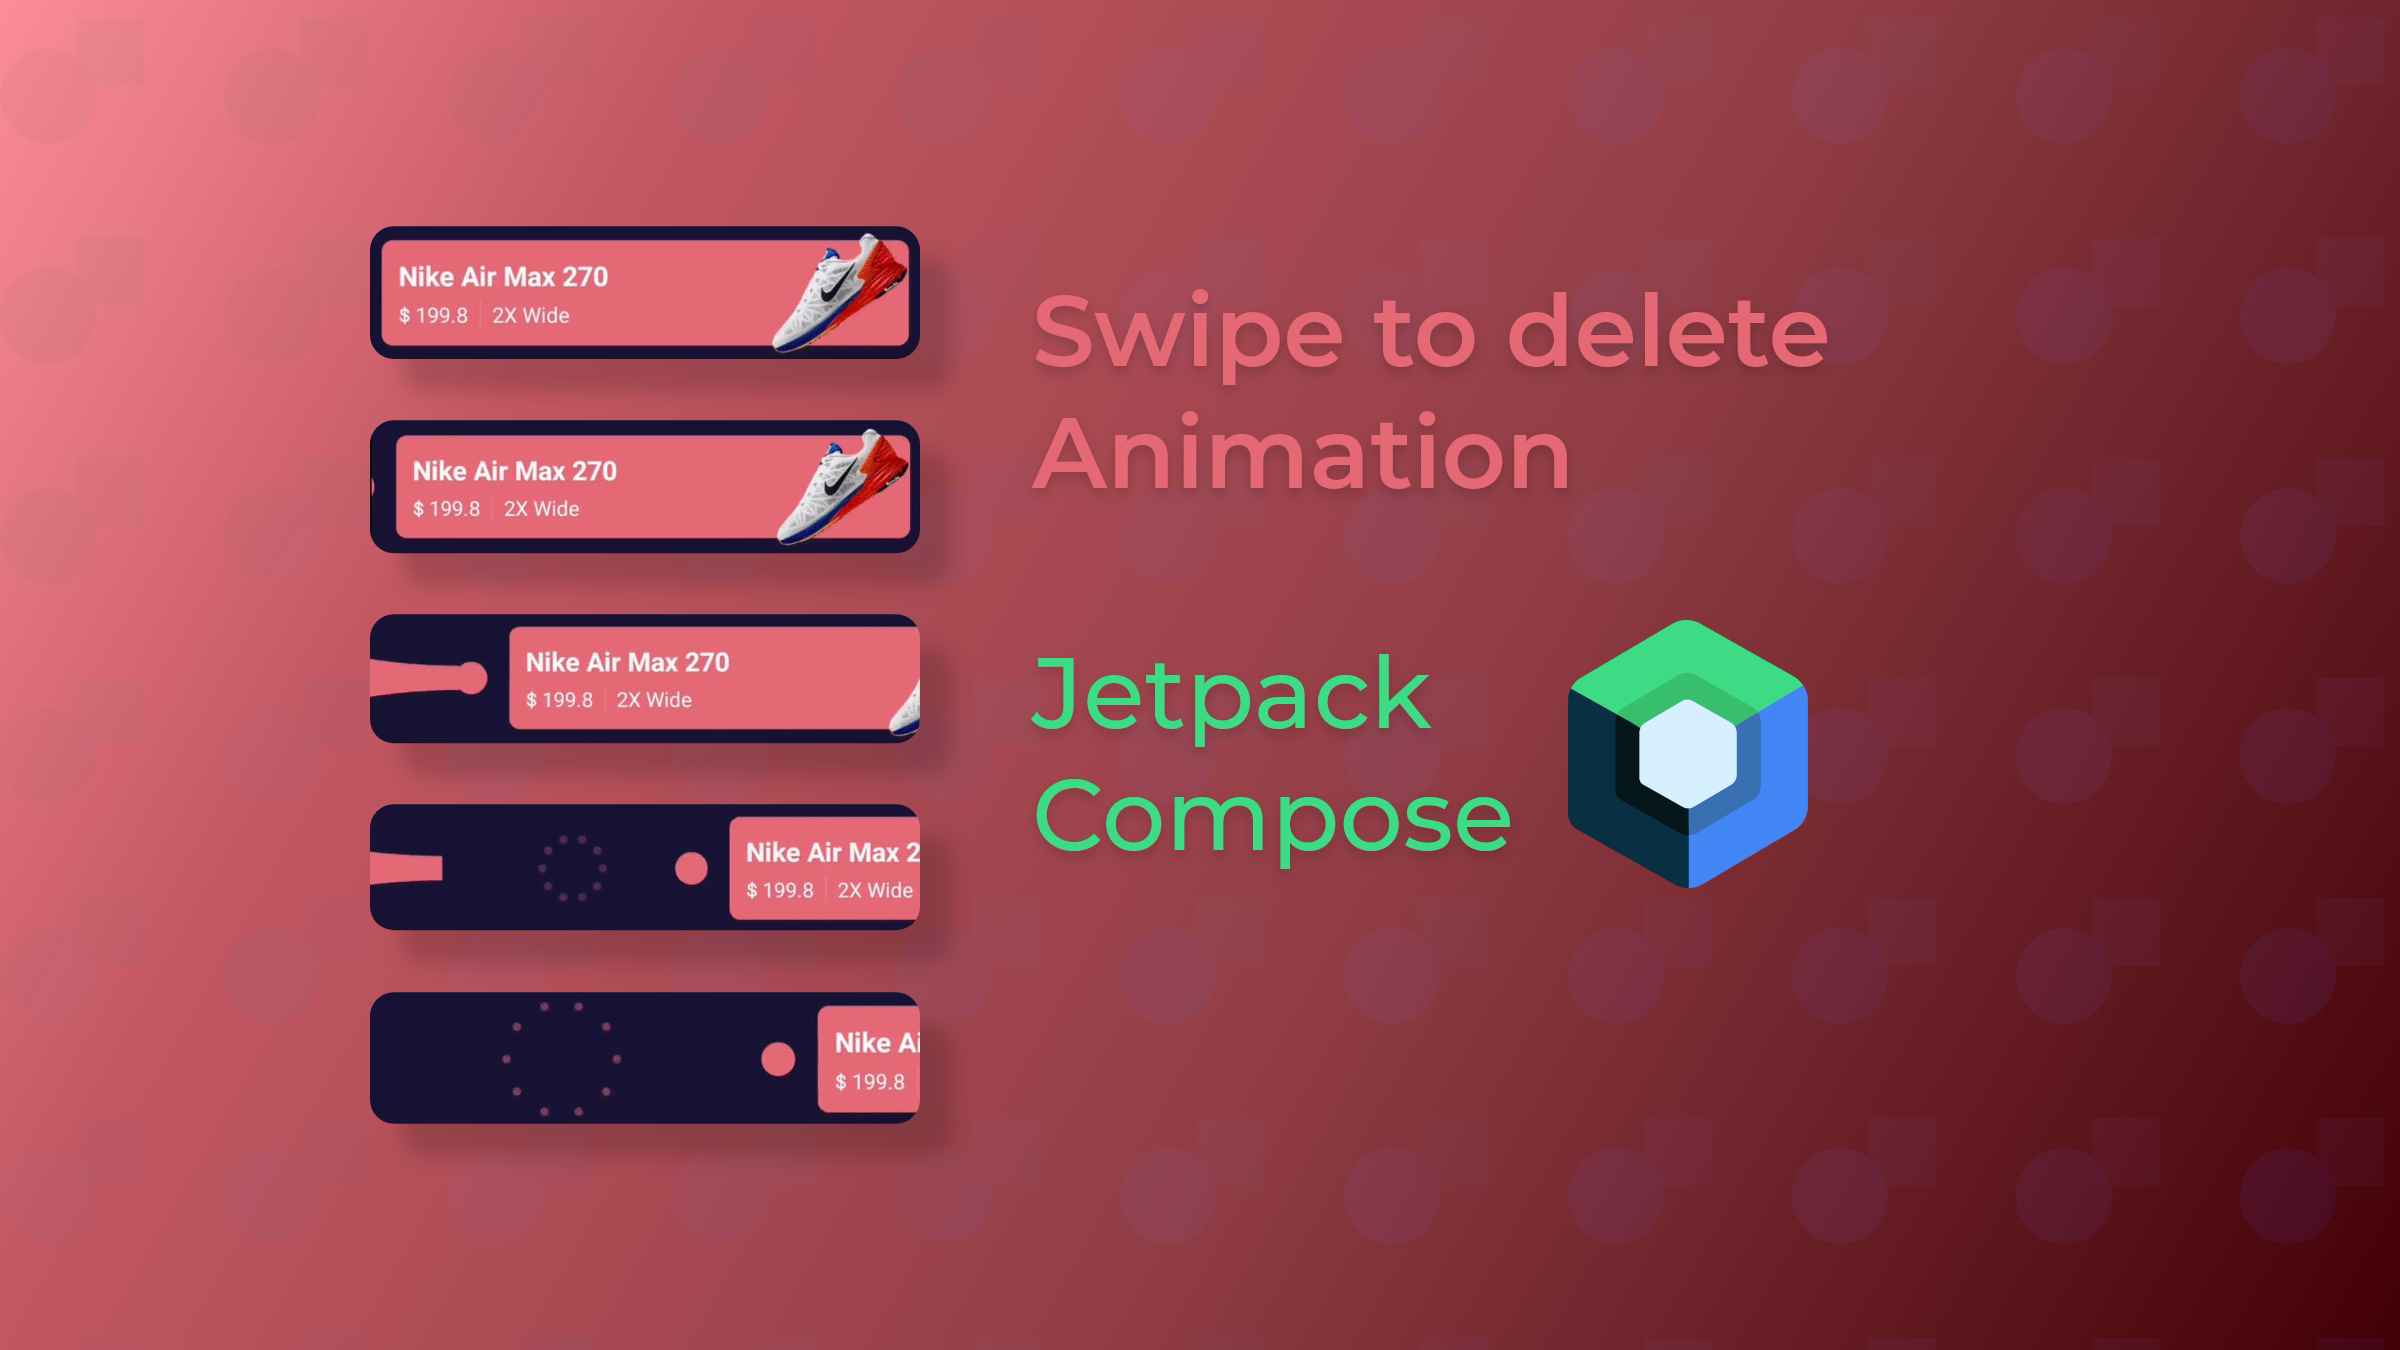 Nike Air Max 270
$ 199.8 2X Wide
Nike Air Max 270
$ 199.8 2X Wide
Nike Air Max 270
$ 199.8 2X Wide
Nike Air Max 2
$ 199.8 2X Wide
Nike Ai
$ 199.8
Swipe to delete
Animation
Jetpack
Compose